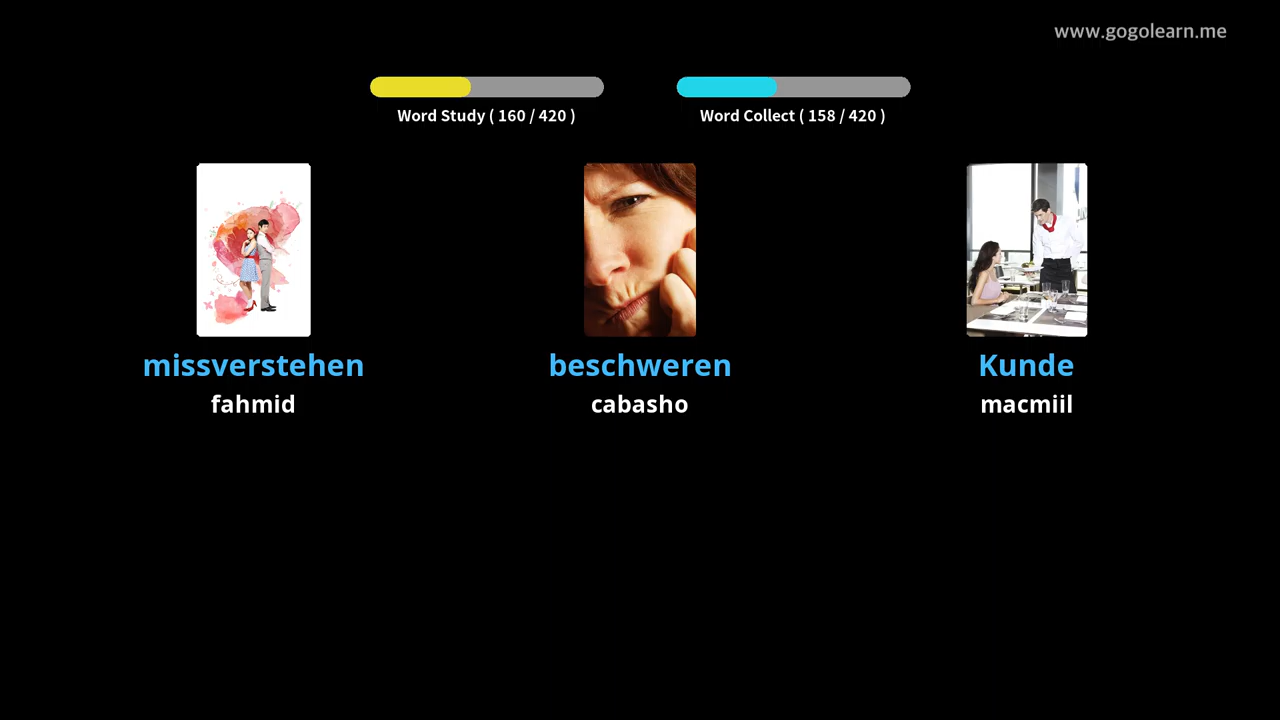 www.gogolearn.me
Word Study ( 160 / 420 )
Word Collect ( 158 / 420 )
missverstehen
fahmid
beschweren
cabasho
Kunde
macmiil